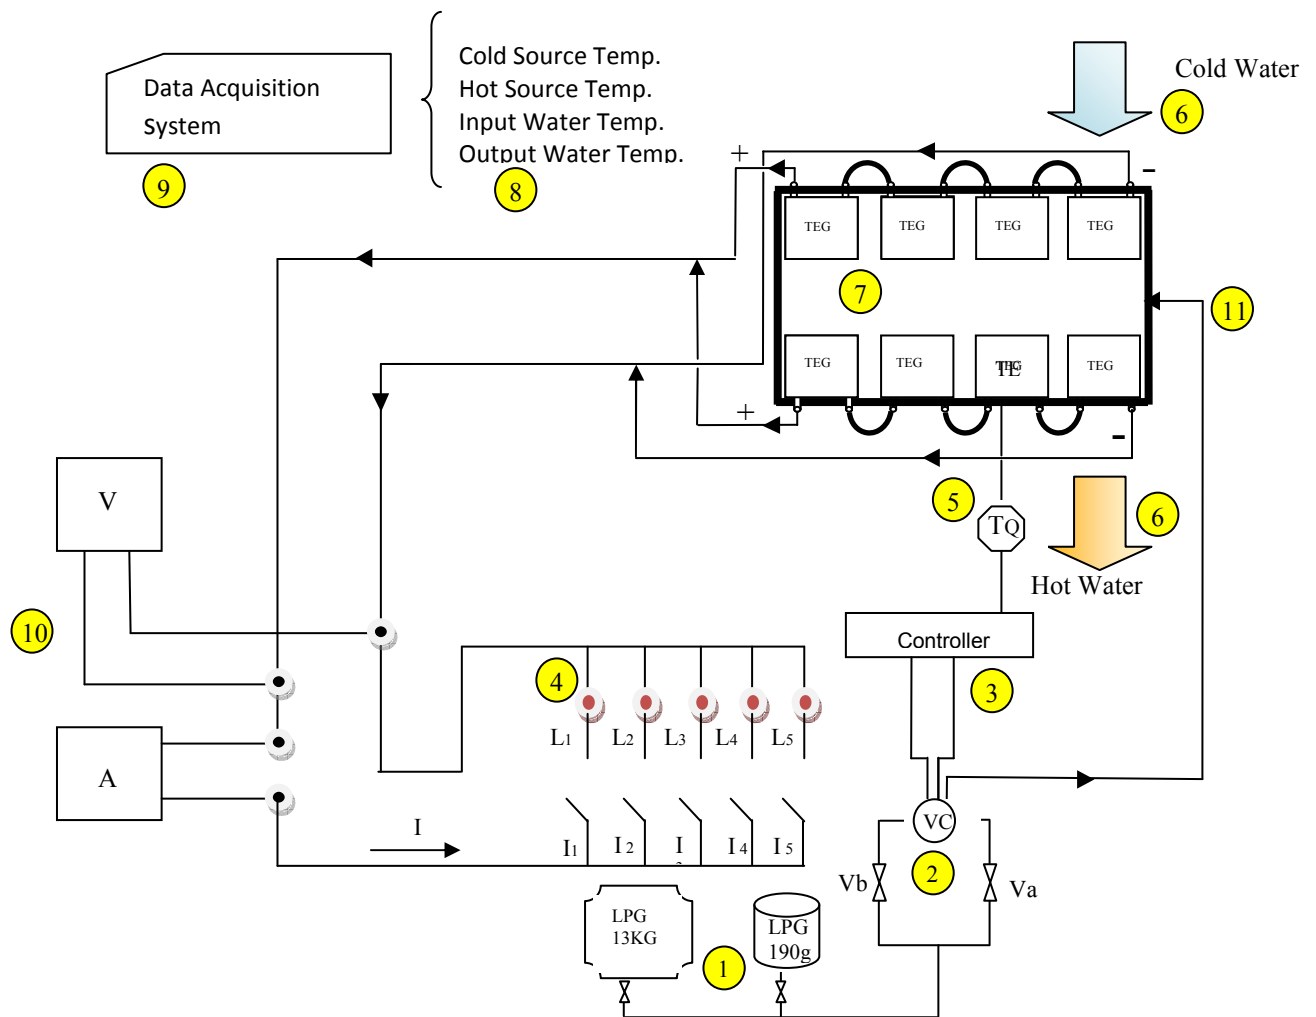 Data Acquisition
System
9
Cold Source Temp.
Hot Source Temp.
Input Water Temp.
Output Water Temp.
8
Cold Water
6
+
-
TEG
TEG
TEG
TEG
7
11
TEG
TEG
TEG
TE
TEG
+
-
5
TQ
6
Hot Water
V
10
A
I
4
L1
L2
L3
L4
L5
I1
I2
I
I4
I5
Controller
3
VC
2
Vb
Va
LPG
13KG
1
LPG
190g